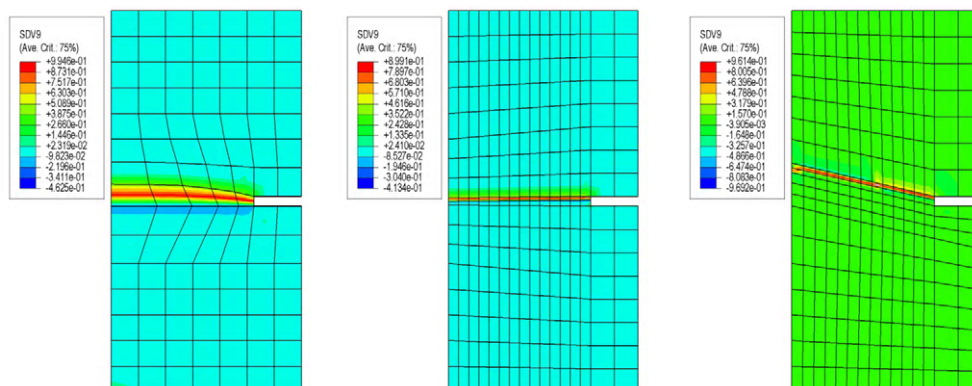 SDV9
(Ave. Crit.: 75%)
+9.946e-01
+8.731e-01
+7.517e-01
+6.303e-01
+5.089e-01
+3.875e-01
+2.660e-01
+1.446e-01
+2.319e-02
-9.823e-02
-2.196e-01
-3.411e-01
-4.625e-01
SDV9
(Ave. Crit.: 75%)
+8.991e-01
+7.897e-01
+6.803e-01
+5.710e-01
+4.616e-01
+3.522e-01
+2.428e-01
+1.335e-01
+2.410e-02
-8.527e-02
-1.946e-01
-3.040e-01
-4.134e-01
SDV9
(Ave. Crit.: 75%)
+9.614e-01
+8.005e-01
+6.396e-01
+4.788e-01
+3.179e-01
+1.570e-01
-3.905e-03
-1.648e-01
-3.257e-01
-4.866e-01
-6.474e-01
-8.083e-01
-9.692e-01